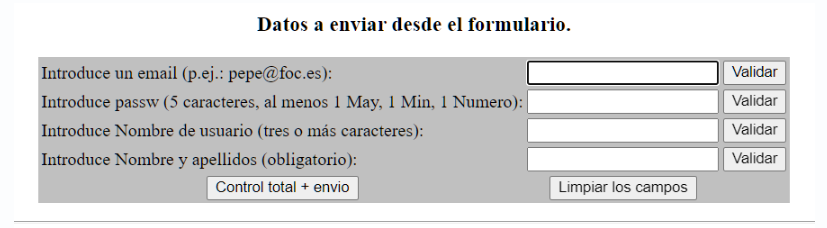 Datos a enviar desde el formulario.
Introduce un email (p.ej.: pepe@foc.es): Validar
Introduce passw (5 caracteres, al menos 1 May, 1 Min, 1 Numero): Validar
Introduce Nombre de usuario (tres o más caracteres): Validar
Introduce Nombre y apellidos (obligatorio): Validar
Control total + envio Limpiar los campos